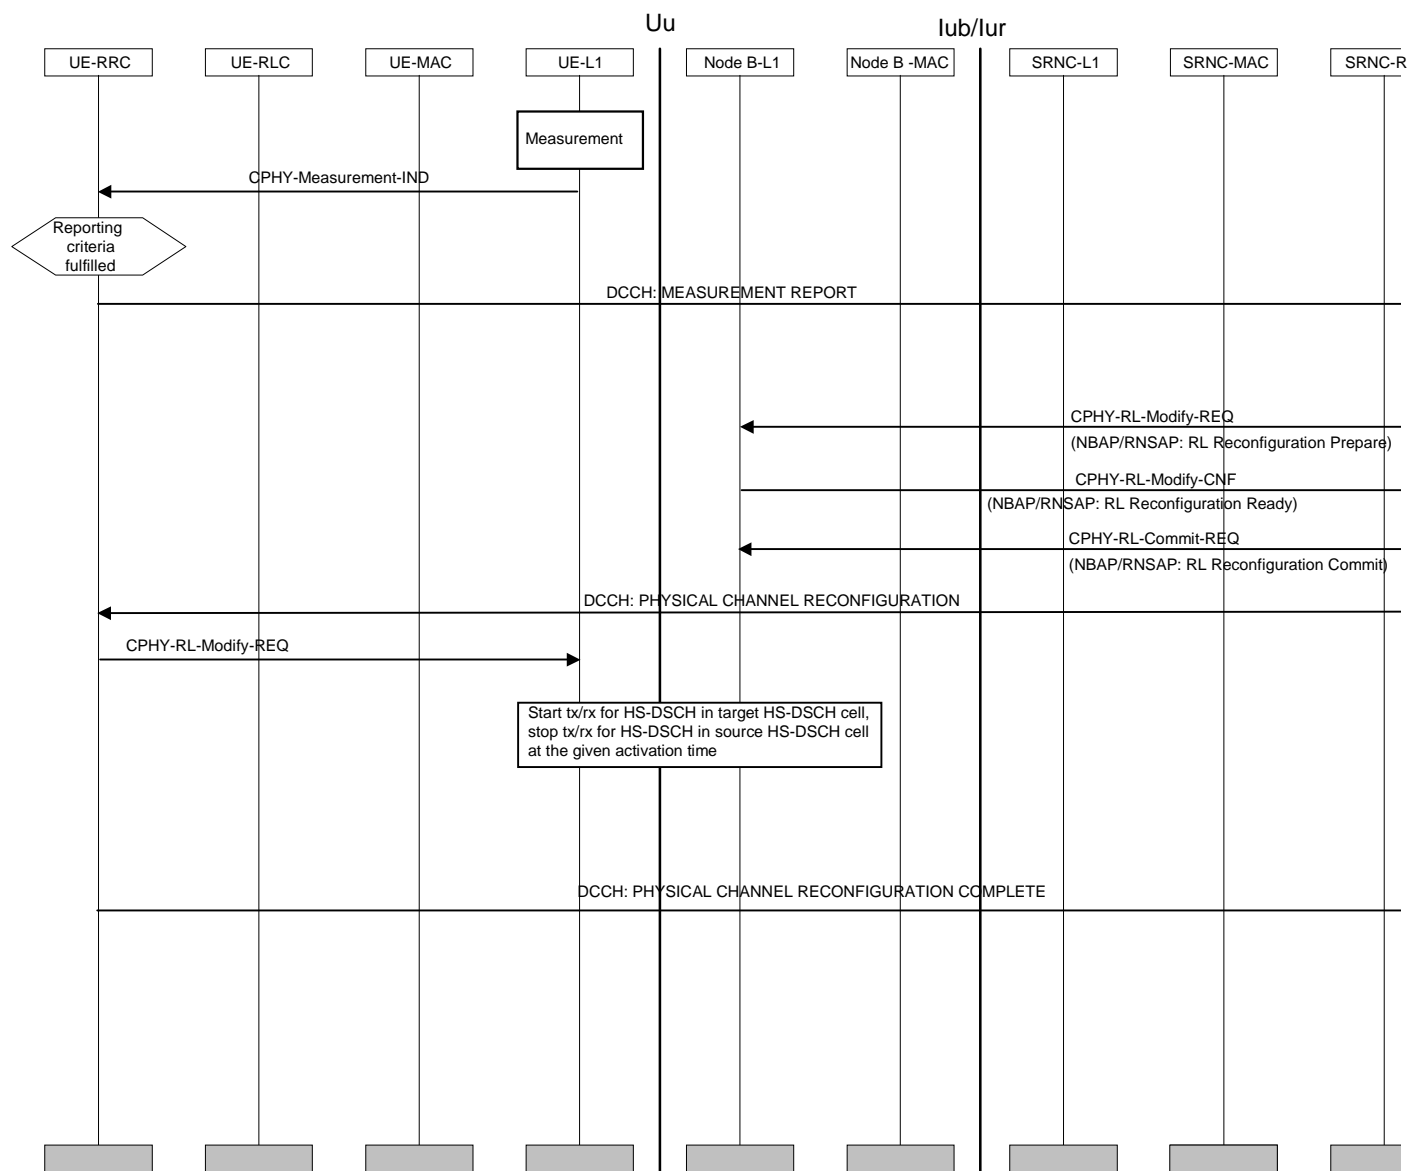 Uu
Iub/Iur
UE-RRC
UE-RLC
UE-MAC
UE-L1
Node B-L1
Node B -MAC
SRNC-L1
SRNC-MAC
SRNC-R
Measurement
CPHY-Measurement-IND
Reporting
criteria
fulfilled
DCCH: MEASUREMENT REPORT
CPHY-RL-Modify-REQ
(NBAP/RNSAP: RL Reconfiguration Prepare)
CPHY-RL-Modify-CNF
(NBAP/RNSAP: RL Reconfiguration Ready)
CPHY-RL-Commit-REQ
(NBAP/RNSAP: RL Reconfiguration Commit)
DCCH: PHYSICAL CHANNEL RECONFIGURATION
CPHY-RL-Modify-REQ
Start tx/rx for HS-DSCH in target HS-DSCH cell,
stop tx/rx for HS-DSCH in source HS-DSCH cell
at the given activation time
DCCH: PHYSICAL CHANNEL RECONFIGURATION COMPLETE